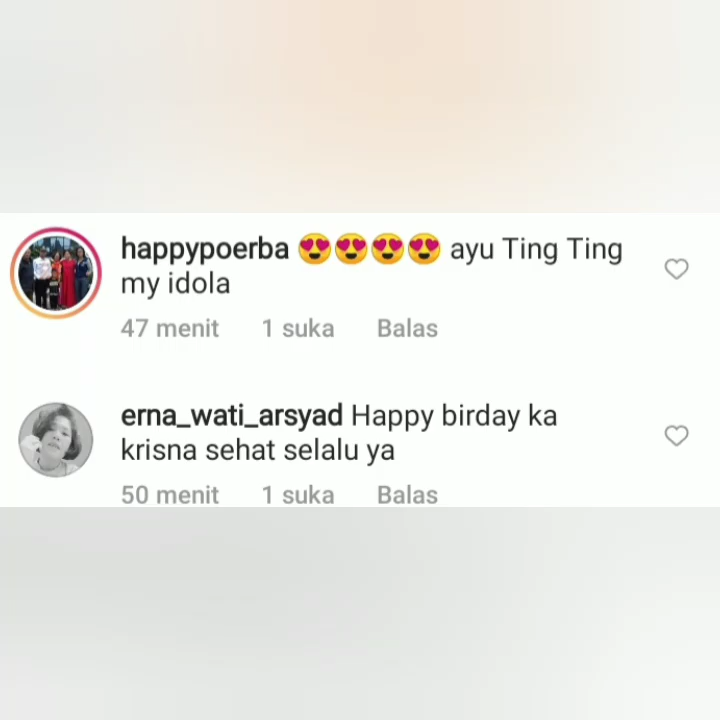 happypoerba 😍😍😍😍 ayu Ting Ting
my idola
47 menit 1 suka Balas
erna_wati_arsyad Happy birday ka
krisna sehat selalu ya
50 menit 1 suka Balas